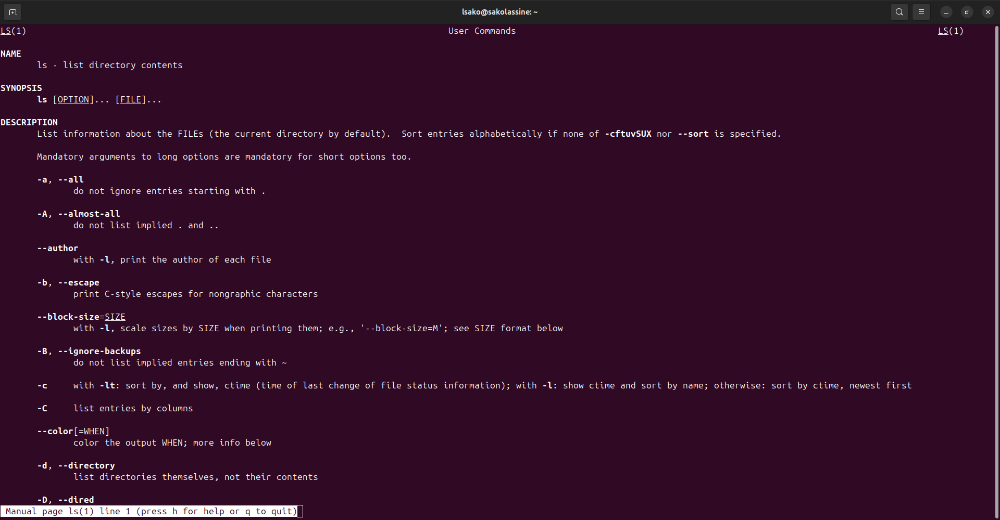 lsako@sakolassine: ~
LS(1) User Commands LS(1)
NAME
ls - list directory contents
SYNOPSIS
ls [OPTION]... [FILE]...
DESCRIPTION
List information about the FILEs (the current directory by default).  Sort entries alphabetically if none of -cftuvSUX nor --sort is specified.
Mandatory arguments to long options are mandatory for short options too.
-a, --all
do not ignore entries starting with .
-A, --almost-all
do not list implied . and ..
--author
with -l, print the author of each file
-b, --escape
print C-style escapes for nongraphic characters
--block-size=SIZE
with -l, scale sizes by SIZE when printing them; e.g., '--block-size=M'; see SIZE format below
-B, --ignore-backups
do not list implied entries ending with ~
-c with -lt: sort by, and show, ctime (time of last change of file status information); with -l: show ctime and sort by name; otherwise: sort by ctime, newest first
-C list entries by columns
--color[=WHEN]
color the output WHEN; more info below
-d, --directory
list directories themselves, not their contents
-D, --dired
Manual page ls(1) line 1 (press h for help or q to quit)